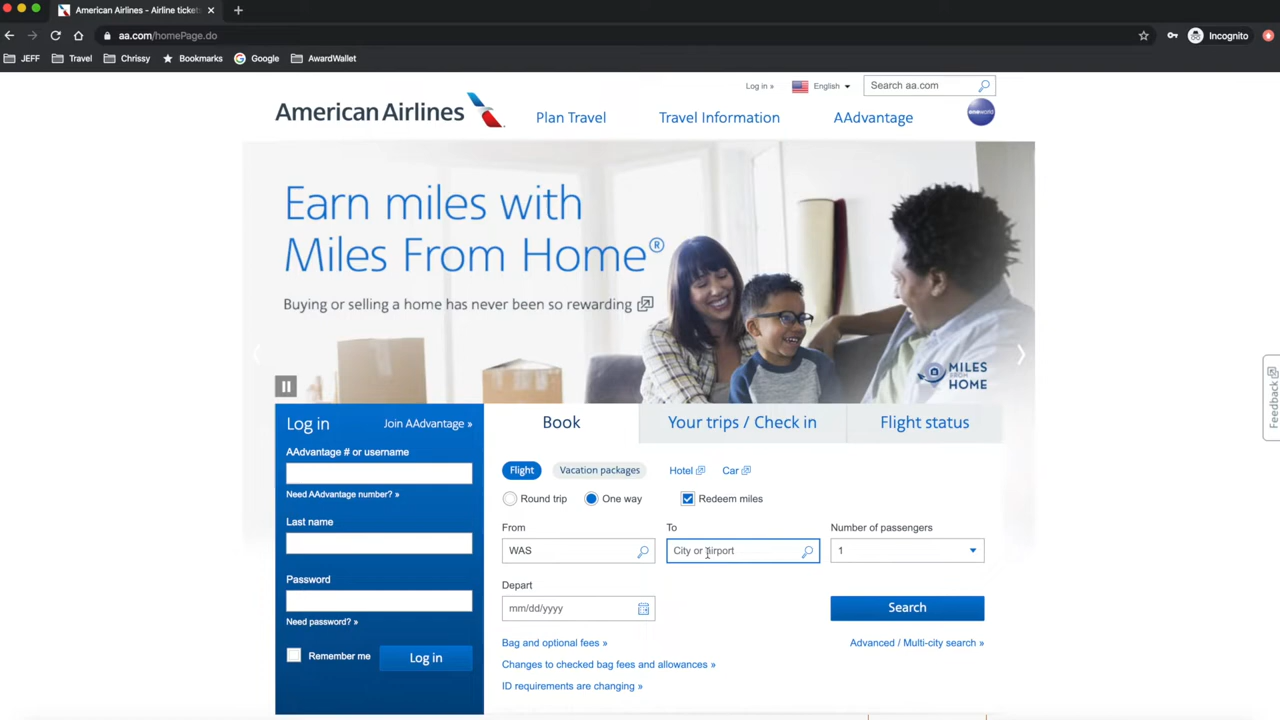 American Airlines - Airline tickets
aa.com/homePage.do
Incognito
JEFF
Travel
Chrissy
Bookmarks
Google
AwardWallet
Log in »
English
Search aa.com
American Airlines
Plan Travel
Travel Information
AAdvantage
oneworld
Earn miles with
Miles From Home®
Buying or selling a home has never been so rewarding
MILES
FROM
HOME®
Feedback
Log in
Join AAdvantage »
AAdvantage # or username
Need AAdvantage number? »
Last name
Password
Need password? »
Remember me
Log in
Book
Your trips / Check in
Flight status
Flight
Vacation packages
Hotel
Car
Round trip
One way
Redeem miles
From
To
Number of passengers
WAS
City or airport
1
Depart
mm/dd/yyyy
Search
Bag and optional fees »
Advanced / Multi-city search »
Changes to checked bag fees and allowances »
ID requirements are changing »